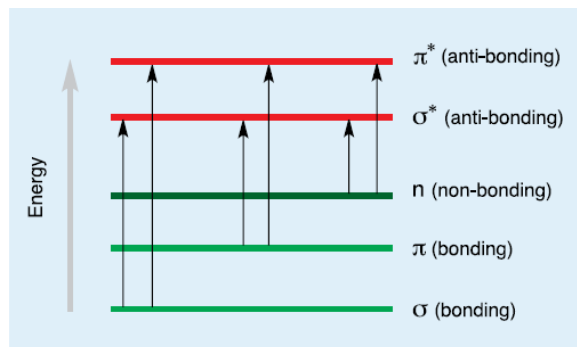 π* (anti-bonding)
σ* (anti-bonding)
n (non-bonding)
π (bonding)
σ (bonding)
Energy